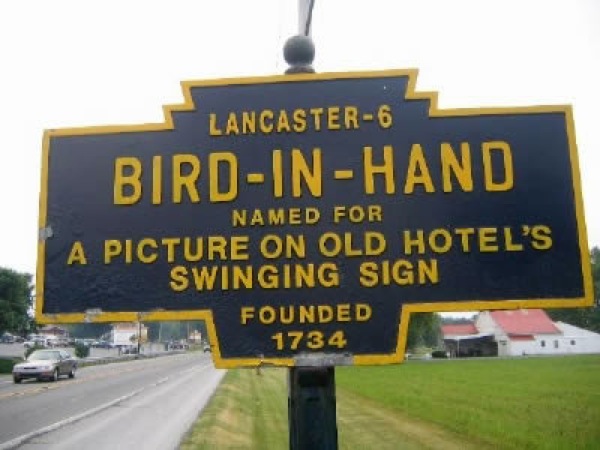 LANCASTER-6
BIRD-IN-HAND
NAMED FOR
A PICTURE ON OLD HOTEL'S
SWINGING SIGN
FOUNDED
1734